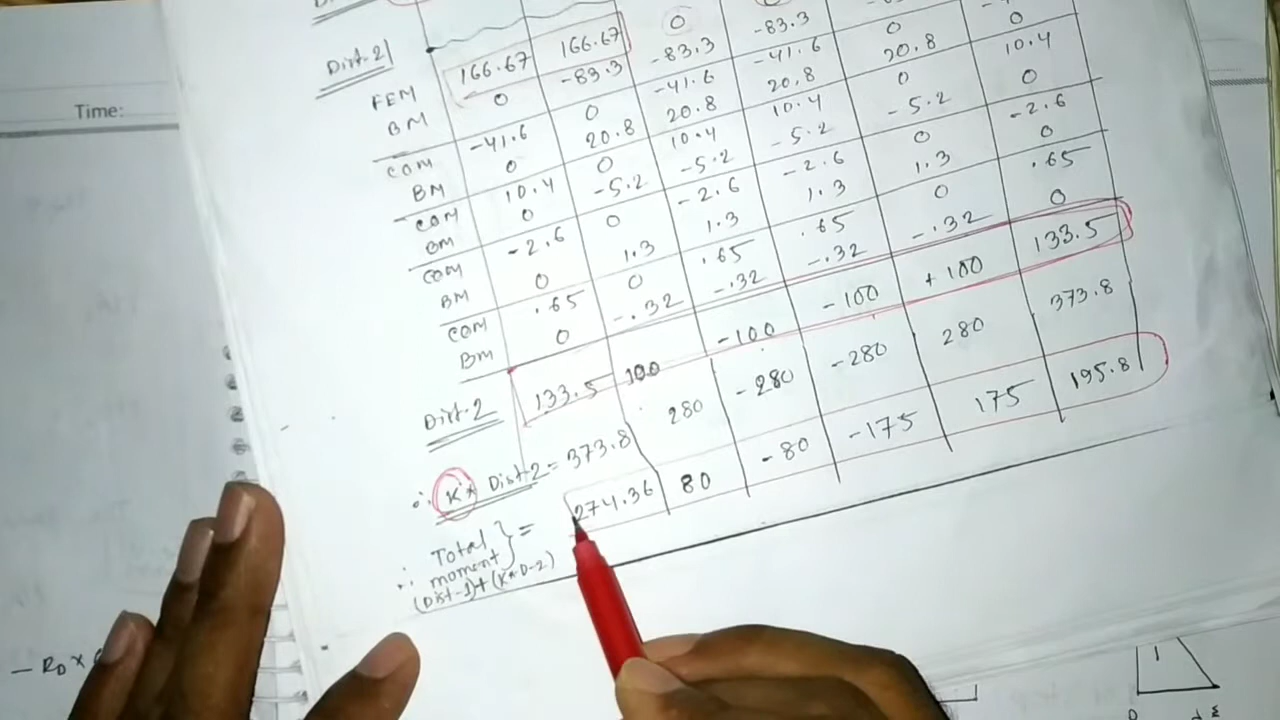 Time:
0 -83.3
Dist.2
166.67 166.67 -83.3 -41.6 0 0
FEM 0 -83.3 -41.6 20.8 20.8 10.4
BM
COM -41.6 0 20.8 10.4 0 0
BM 0 20.8 10.4 -5.2 -5.2 -2.6
COM 10.4 0 -5.2 -2.6 0 0
BM 0 -5.2 -2.6 1.3 1.3 .65
COM -2.6 0 1.3 .65 0 0
BM 0 1.3 .65 -.32 -.32
COM .65 0 -.32
BM 0 -.32
Dist.2 133.5 100 -100 -100 +100 133.5
∴ K* Dist2 = 373.8 280 -280 -280 280 373.8
∴ Total moment } = 274.36 80 -80 -175 175 195.8
(Dist-1)+(K*D-2)
- RD ×
1